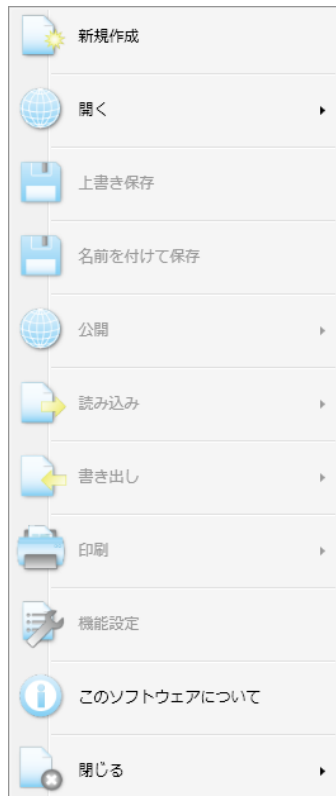 新規作成
開く
上書き保存
名前を付けて保存
公開
読み込み
書き出し
印刷
機能設定
このソフトウェアについて
閉じる